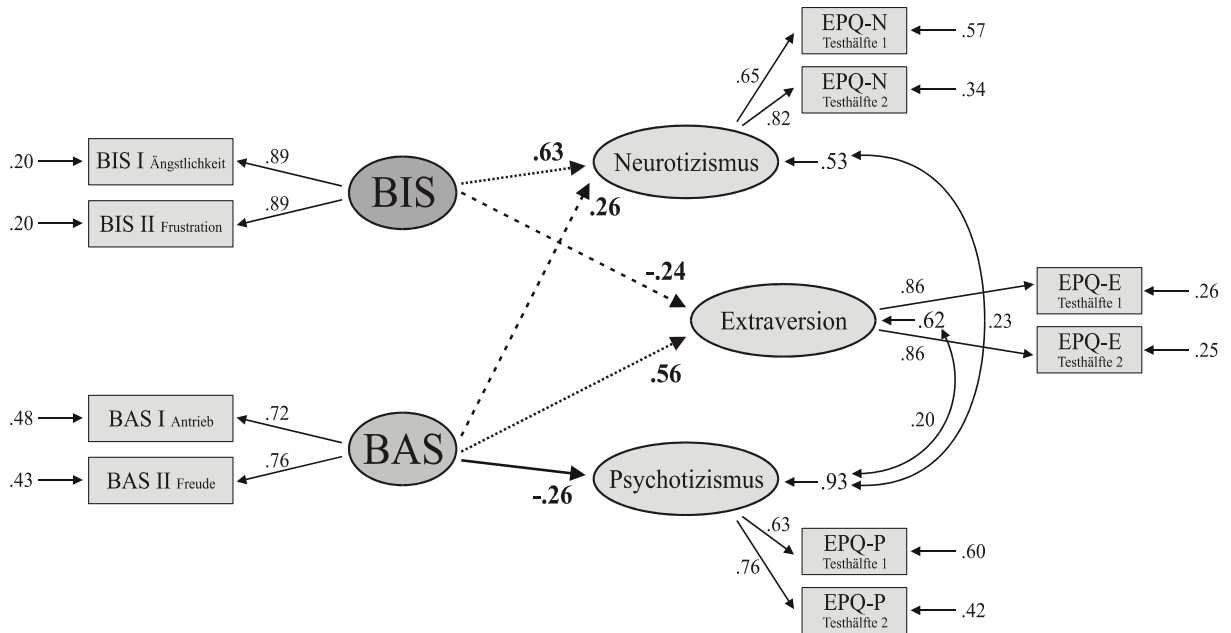 EPQ-N
Testhälfte 1
.57
.65
EPQ-N
Testhälfte 2
.34
.82
.20
BIS I Ängstlichkeit
.89
BIS
.63
Neurotizismus
.53
.20
BIS II Frustration
.89
.26
-.24
Extraversion
.62
.86
EPQ-E
Testhälfte 1
.26
.23
.86
EPQ-E
Testhälfte 2
.25
.56
.48
BAS I Antrieb
.72
BAS
.20
.43
BAS II Freude
.76
-.26
Psychotizismus
.93
.63
EPQ-P
Testhälfte 1
.60
.76
EPQ-P
Testhälfte 2
.42